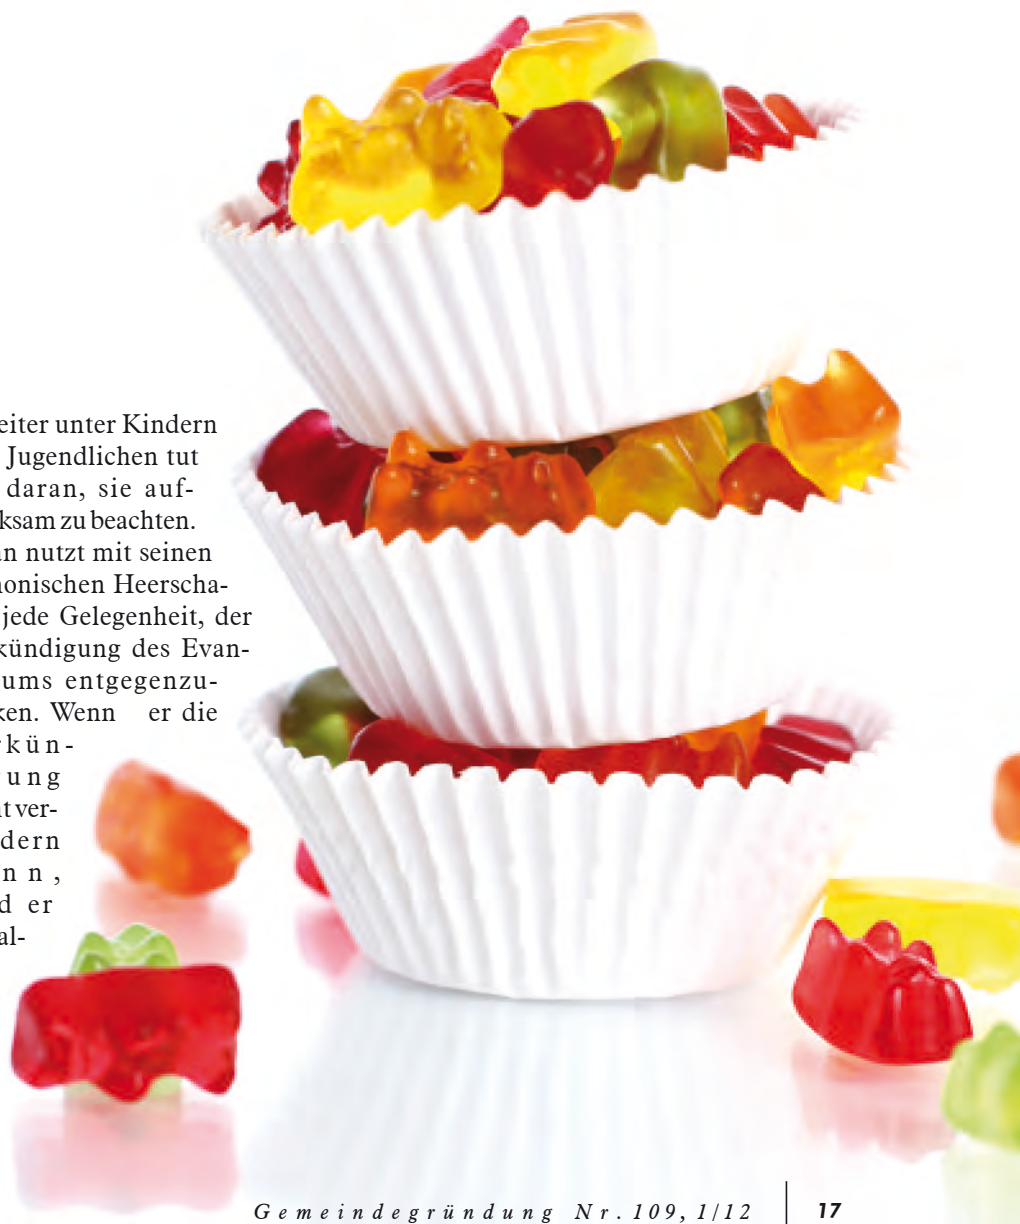 eiter unter Kindern
Jugendlichen tut
daran, sie auf-
ksam zu beachten.
an nutzt mit seinen
nonischen Heerscha-
jede Gelegenheit, der
kündigung des Evan-
ums entgegenzu-
ken. Wenn er die
rkün-
ung
nt ver-
dern
nn,
d er
al-
Gemeindegründung Nr. 109, 1/12 | 17